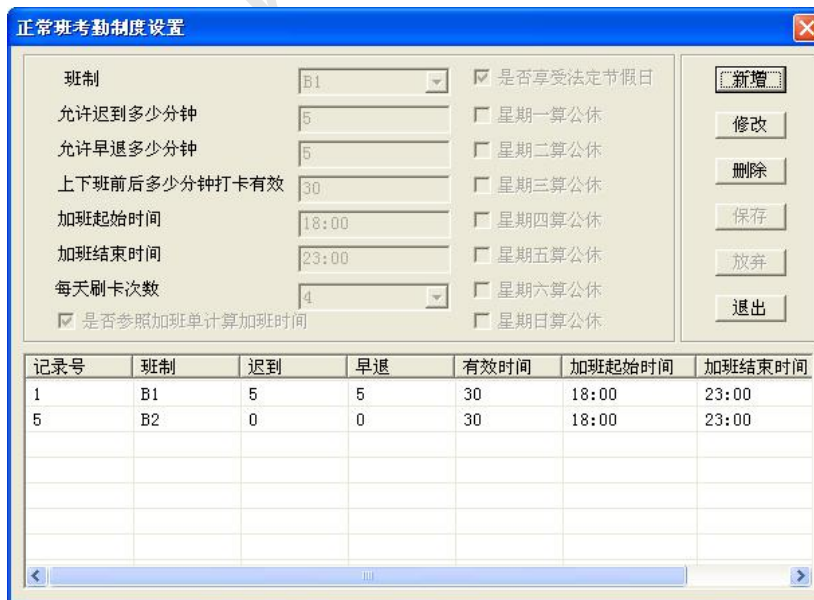 正常班考勤制度设置
班制 B1 是否享受法定节假日 新增
允许迟到多少分钟 5 星期一算公休 修改
允许早退多少分钟 5 星期二算公休 删除
上下班前后多少分钟打卡有效 30 星期三算公休
加班起始时间 18:00 星期四算公休 保存
加班结束时间 23:00 星期五算公休 放弃
每天刷卡次数 4 星期六算公休 退出
是否参照加班单计算加班时间 星期日算公休
记录号 班制 迟到 早退 有效时间 加班起始时间 加班结束时间
1 B1 5 5 30 18:00 23:00
5 B2 0 0 30 18:00 23:00